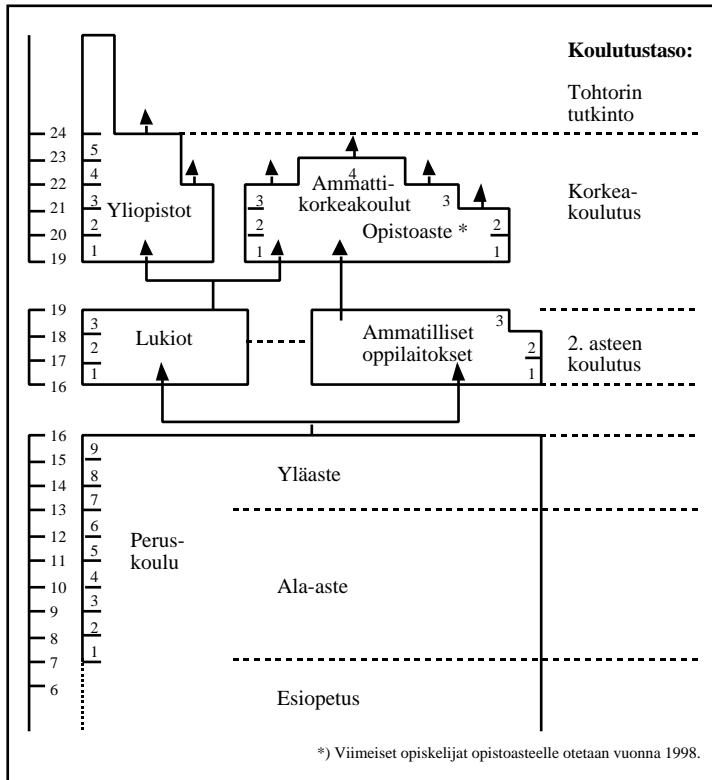 Koulutustaso:
Tohtorin
tutkinto
24
5
23
4
22
3
21
2
20
1
19
Yliopistot
4
Ammatti-
korkeakoulut
3
3
2
Opistoaste *
2
1
1
Korkea-
koulutus
19
3
18
2
17
1
16
Lukiot
Ammatilliset
oppilaitokset
3
2
1
2. asteen
koulutus
16
9
15
8
14
7
13
6
12
5
11
4
10
3
9
2
8
1
7
6
Perus-
koulu
Yläaste
Ala-aste
Esiopetus
*) Viimeiset opiskelijat opistoasteelle otetaan vuonna 1998.